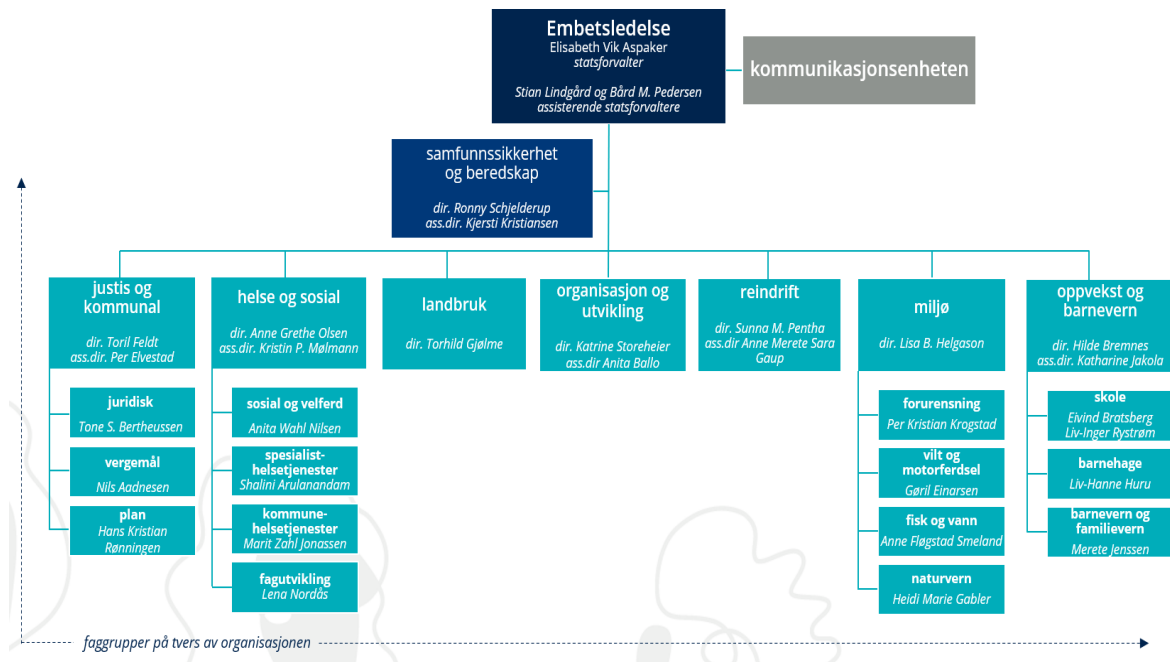 Embetsledelse
Elisabeth Vik Aspaker
statsforvalter
Stian Lindgård og Bård M. Pedersen
assisterende statsforvaltere
kommunikasjonsenheten
samfunnssikkerhet
og beredskap
dir. Ronny Schjelderup
ass.dir. Kjersti Kristiansen
justis og
kommunal
dir. Toril Feldt
ass.dir. Per Elvestad
juridisk
Tone S. Bertheussen
vergemål
Nils Aadnesen
plan
Hans Kristian
Rønningen
helse og sosial
dir. Anne Grethe Olsen
ass.dir. Kristin P. Mølmann
sosial og velferd
Anita Wahl Nilsen
spesialist-
helsetjenester
Shalini Arulanandam
kommune-
helsetjenester
Marit Zahl Jonassen
fagutvikling
Lena Nordås
landbruk
dir. Torhild Gjølme
organisasjon og
utvikling
dir. Katrine Storeheier
ass.dir Anita Ballo
reindrift
dir. Sunna M. Pentha
ass.dir Anne Merete Sara
Gaup
miljø
dir. Lisa B. Helgason
forurensning
Per Kristian Krogstad
vilt og
motorferdsel
Gøril Einarsen
fisk og vann
Anne Fløgstad Smeland
naturvern
Heidi Marie Gabler
oppvekst og
barnevern
dir. Hilde Bremnes
ass.dir. Katharine Jakola
skole
Eivind Bratsberg
Liv-Inger Rystrøm
barnehage
Liv-Hanne Huru
barnevern og
familievern
Merete Jenssen
faggrupper på tvers av organisasjonen